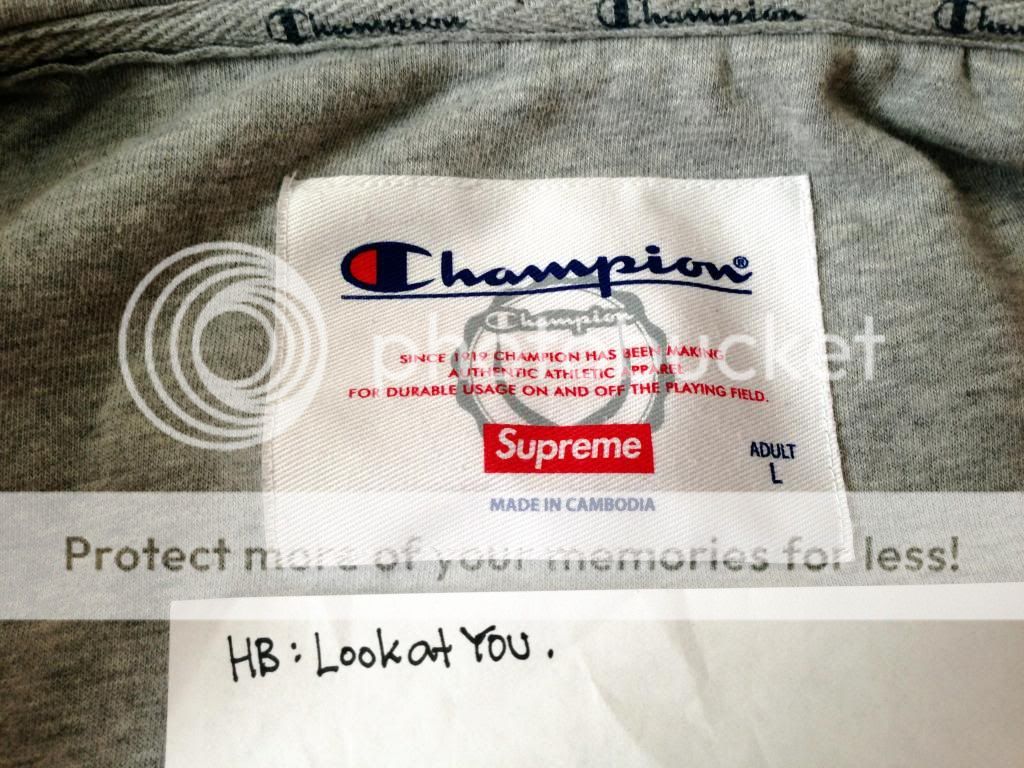 Champion Champion Cham
Champion®
Champion
SINCE 1919 CHAMPION HAS BEEN MAKING
AUTHENTIC ATHLETIC APPAREL
FOR DURABLE USAGE ON AND OFF THE PLAYING FIELD.
photobucket
Supreme
ADULT
L
MADE IN CAMBODIA
Protect more of your memories for less!
HB: Look at YOU.